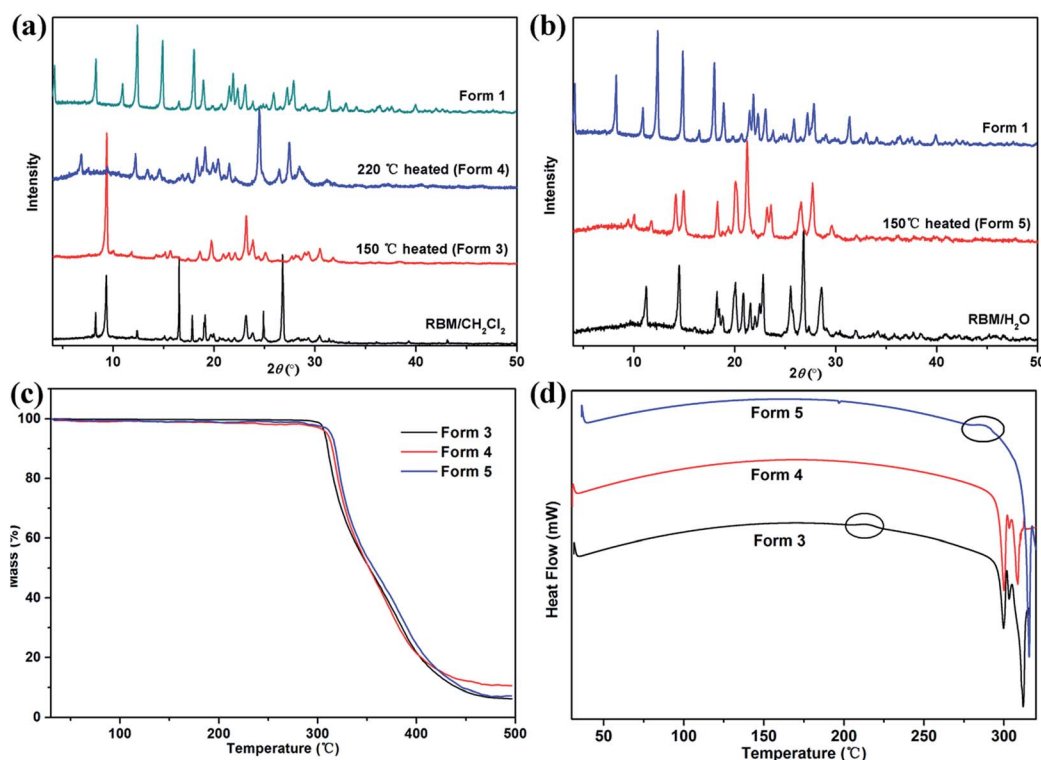 (a)
Form 1
220 ℃ heated (Form 4)
150 ℃ heated (Form 3)
RBM/CH₂Cl₂
Intensity
10 20 30 40 50
2θ (°)
(b)
Form 1
150℃ heated (Form 5)
RBM/H₂O
Intensity
10 20 30 40 50
2θ (°)
(c)
100
80
60
40
20
0
Mass (%)
Form 3
Form 4
Form 5
100 200 300 400 500
Temperature (℃)
(d)
Form 5
Form 4
Form 3
Heat Flow (mW)
50 100 150 200 250 300
Temperature (℃)